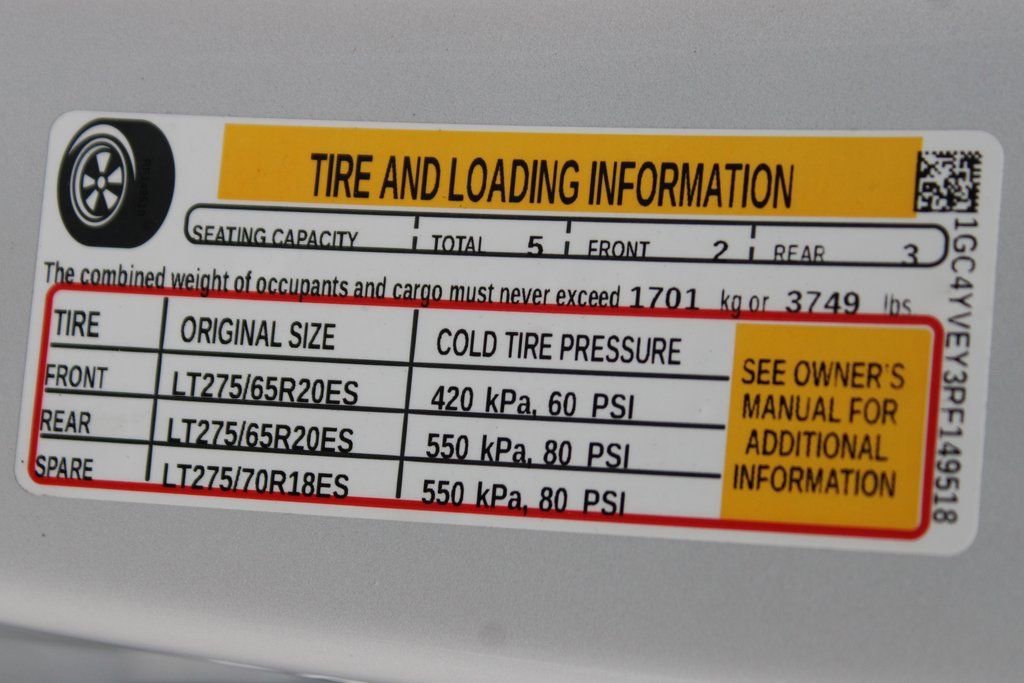 TIRE AND LOADING INFORMATION
SEATING CAPACITY TOTAL 5 FRONT 2 REAR 3
The combined weight of occupants and cargo must never exceed 1701 kg or 3749 lbs
TIRE ORIGINAL SIZE COLD TIRE PRESSURE
FRONT LT275/65R20ES 420 kPa, 60 PSI
REAR LT275/65R20ES 550 kPa, 80 PSI
SPARE LT275/70R18ES 550 kPa, 80 PSI
SEE OWNER'S
MANUAL FOR
ADDITIONAL
INFORMATION
1GC4YVEY3PF149518